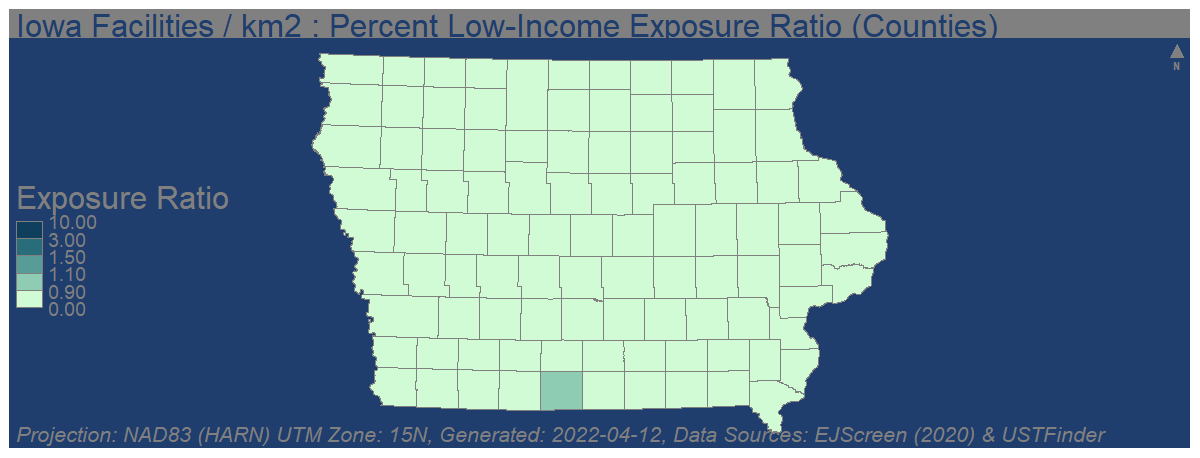 Iowa Facilities / km2 : Percent Low-Income Exposure Ratio (Counties)
N
Exposure Ratio
10.00
3.00
1.50
1.10
0.90
0.00
Projection: NAD83 (HARN) UTM Zone: 15N, Generated: 2022-04-12, Data Sources: EJScreen (2020) & USTFinder